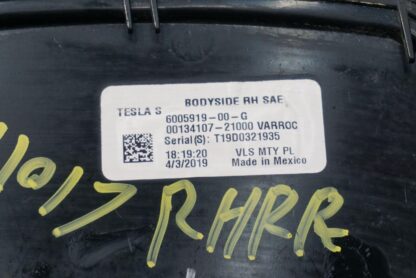 BODYSIDE RH SAE
TESLA S
6005919-00-G
00134107-21000 VARROC
Serial(S): T19D0321935
18:19:20 VLS MTY PL
4/3/2019 Made in Mexico
RHRR